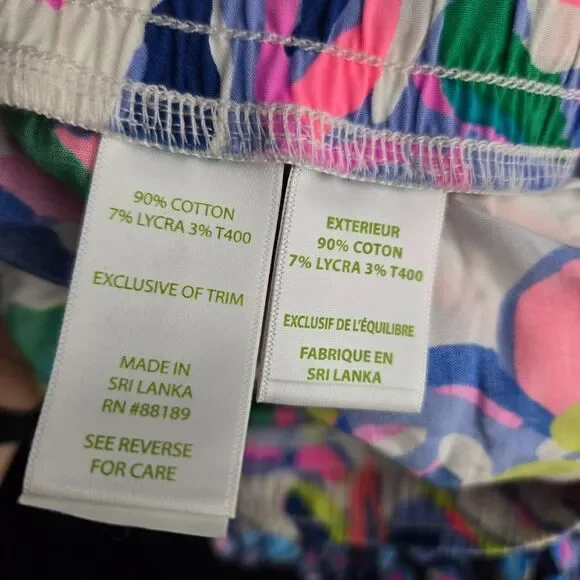 90% COTTON
7% LYCRA 3% T400
EXCLUSIVE OF TRIM
MADE IN
SRI LANKA
RN #88189
SEE REVERSE
FOR CARE
EXTERIEUR
90% COTON
7% LYCRA 3% T400
EXCLUSIF DE L'ÉQUILIBRE
FABRIQUE EN
SRI LANKA